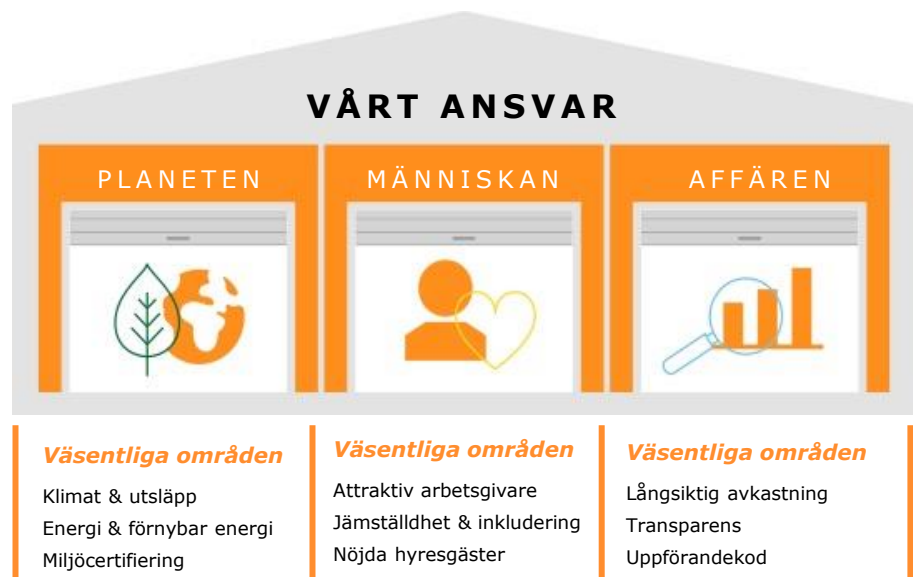 VÅRT ANSVAR
PLANETEN
MÄNNISKAN
AFFÄREN
Väsentliga områden
Klimat & utsläpp
Energi & förnybar energi
Miljöcertifiering
Väsentliga områden
Attraktiv arbetsgivare
Jämställdhet & inkludering
Nöjda hyresgäster
Väsentliga områden
Långsiktig avkastning
Transparens
Uppförandekod